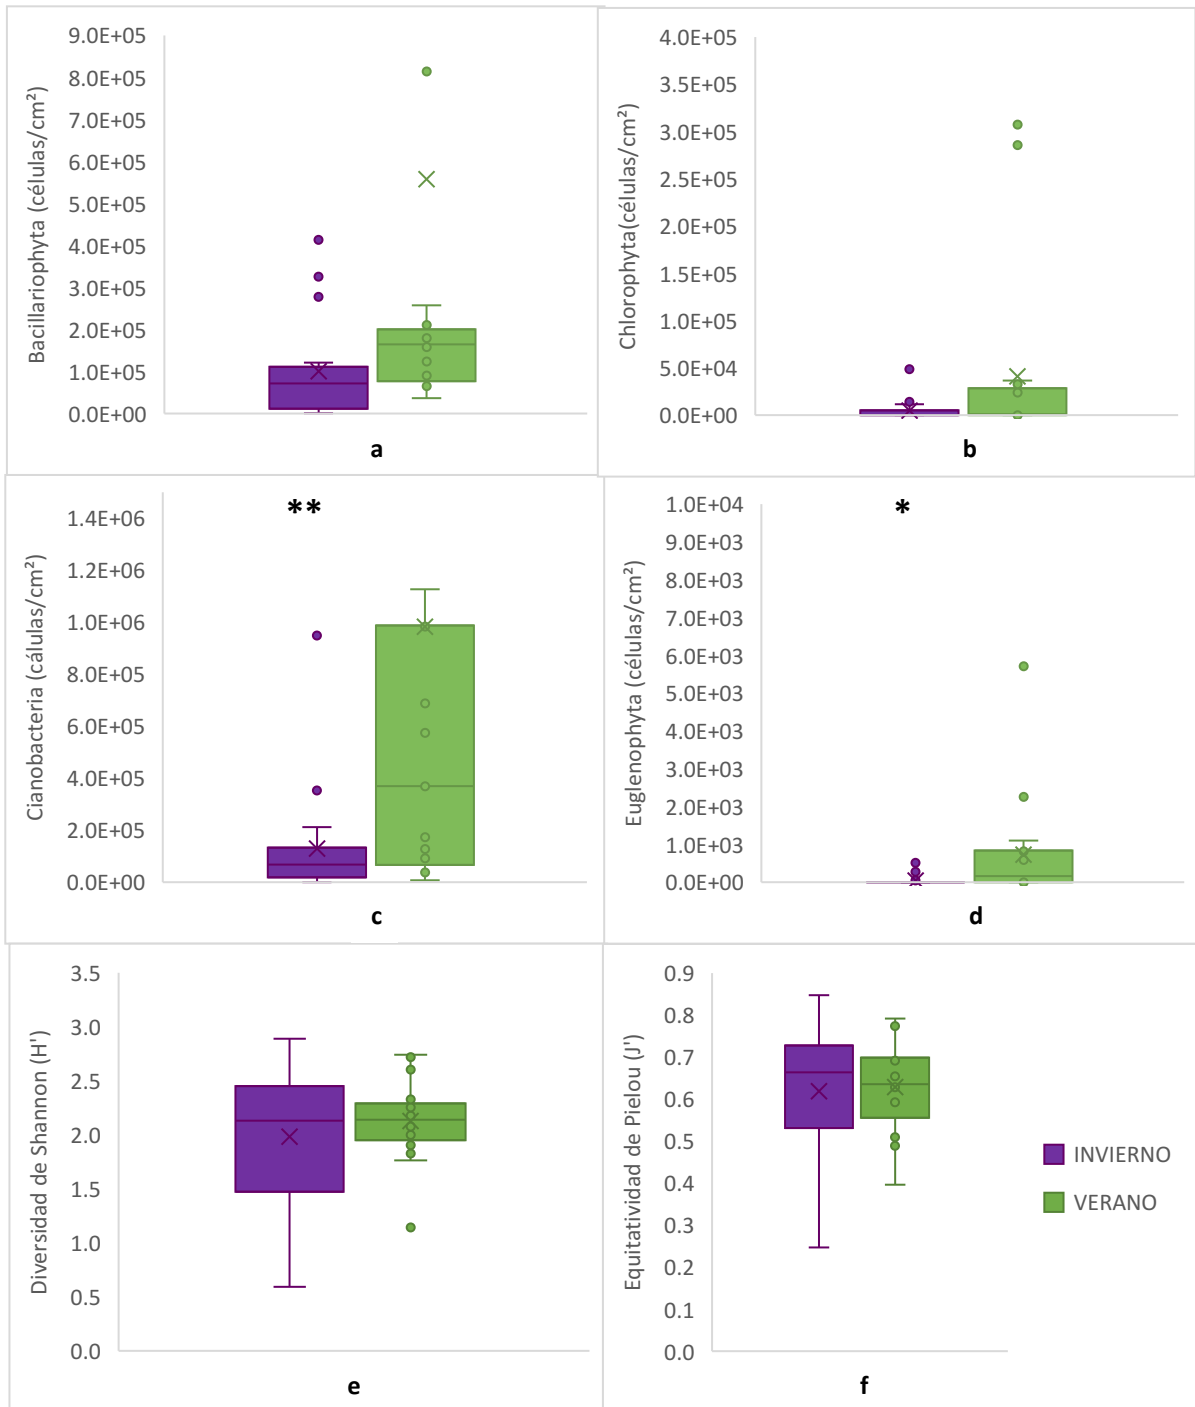 Bacillariophyta (células/cm²)
9.0E+05
8.0E+05
7.0E+05
6.0E+05
5.0E+05
4.0E+05
3.0E+05
2.0E+05
1.0E+05
0.0E+00
a
Chlorophyta(células/cm²)
4.0E+05
3.5E+05
3.0E+05
2.5E+05
2.0E+05
1.5E+05
1.0E+05
5.0E+04
0.0E+00
b
Cianobacteria (cálulas/cm²)
**
1.4E+06
1.2E+06
1.0E+06
8.0E+05
6.0E+05
4.0E+05
2.0E+05
0.0E+00
c
Euglenophyta (células/cm²)
*
1.0E+04
9.0E+03
8.0E+03
7.0E+03
6.0E+03
5.0E+03
4.0E+03
3.0E+03
2.0E+03
1.0E+03
0.0E+00
d
Diversidad de Shannon (H')
3.5
3.0
2.5
2.0
1.5
1.0
0.5
0.0
e
Equitatividad de Pielou (J')
0.9
0.8
0.7
0.6
0.5
0.4
0.3
0.2
0.1
0.0
f
INVIERNO
VERANO